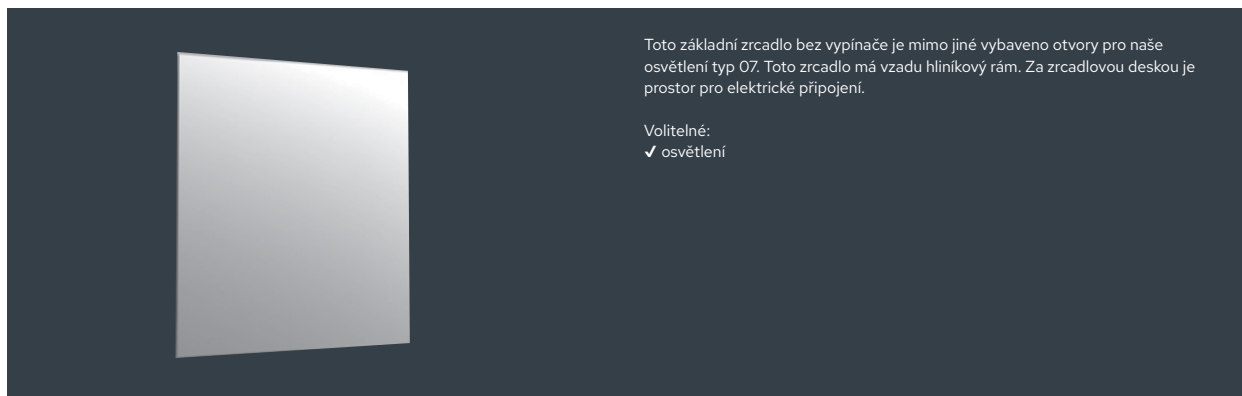 Toto základní zrcadlo bez vypínače je mimo jiné vybaveno otvory pro naše
osvětlení typ 07. Toto zrcadlo má vzadu hliníkový rám. Za zrcadlovou deskou je
prostor pro elektrické připojení.
Volitelné:
✓ osvětlení